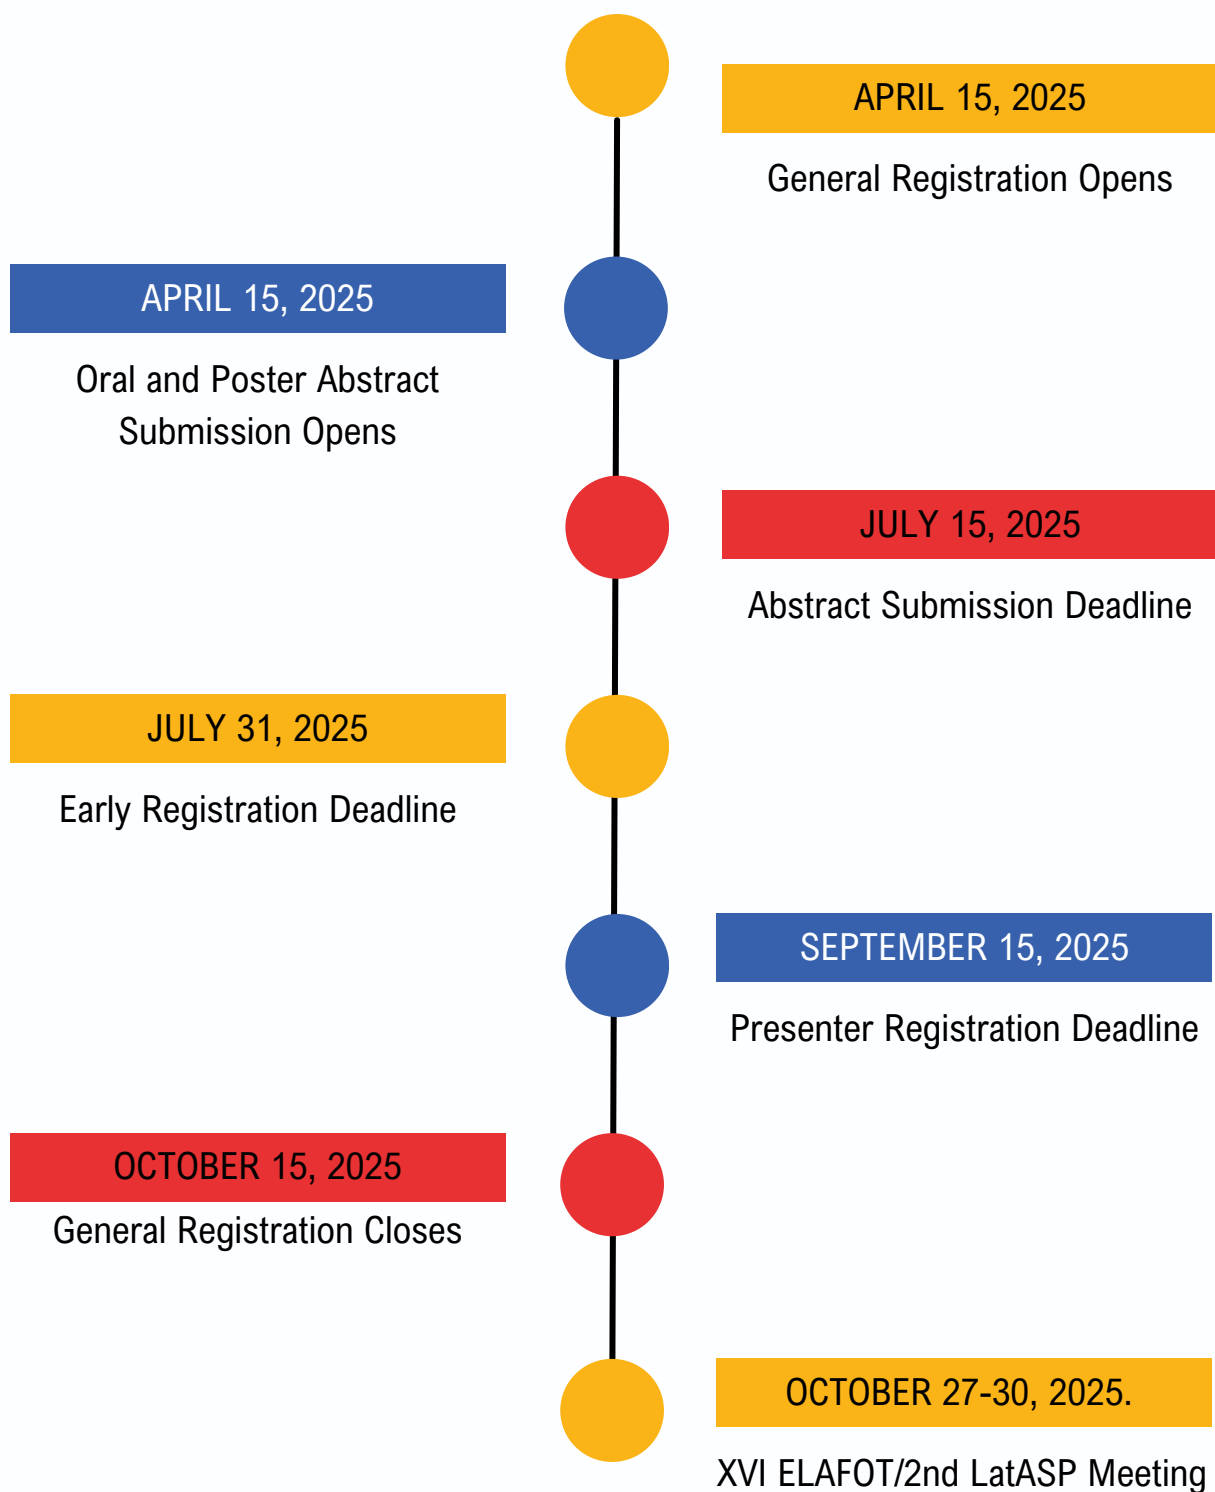 APRIL 15, 2025
General Registration Opens
APRIL 15, 2025
Oral and Poster Abstract
Submission Opens
JULY 15, 2025
Abstract Submission Deadline
JULY 31, 2025
Early Registration Deadline
SEPTEMBER 15, 2025
Presenter Registration Deadline
OCTOBER 15, 2025
General Registration Closes
OCTOBER 27-30, 2025.
XVI ELAFOT/2nd LatASP Meeting